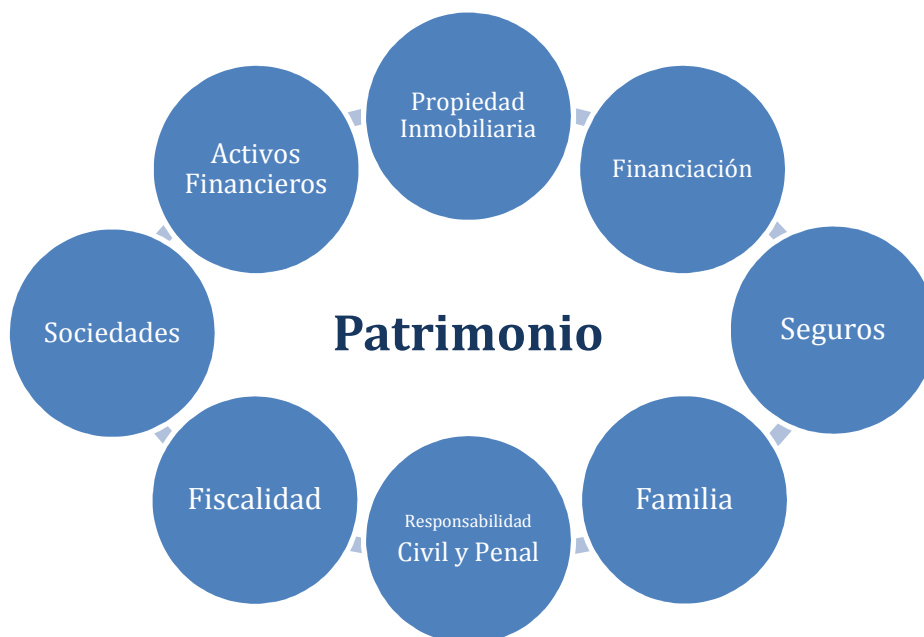 Propiedad
Inmobiliaria
Activos
Financieros
Financiación
Sociedades
Patrimonio
Seguros
Fiscalidad
Responsabilidad
Civil y Penal
Familia